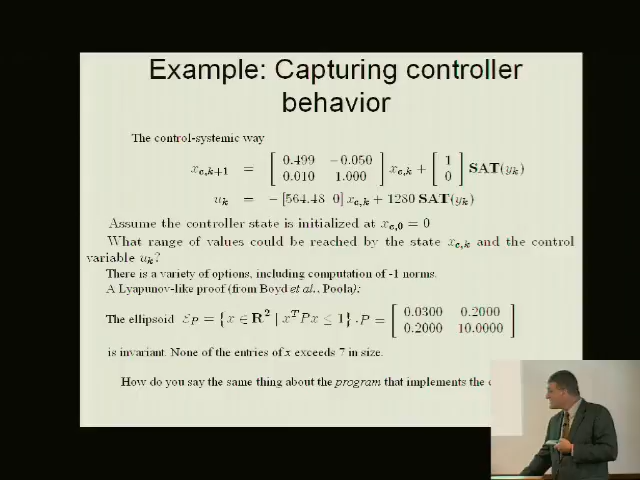 Example: Capturing controller
behavior
The control-systemic way
x_{c,k+1} = [ 0.499 −0.050 ; 0.010 1.000 ] x_{c,k} + [ 1 ; 0 ] SAT(y_k)
u_k = − [564.48 0] x_{c,k} + 1280 SAT(y_k)
Assume the controller state is initialized at x_{c,0} = 0
What range of values could be reached by the state x_{c,k} and the control
variable u_k?
There is a variety of options, including computation of -1 norms.
A Lyapunov-like proof (from Boyd et al., Poola):
The ellipsoid ℰ_P = {x ∈ R² | x^T Px ≤ 1} . P = [ 0.0300 0.2000 ; 0.2000 10.0000 ]
is invariant. None of the entries of x exceeds 7 in size.
How do you say the same thing about the program that implements the